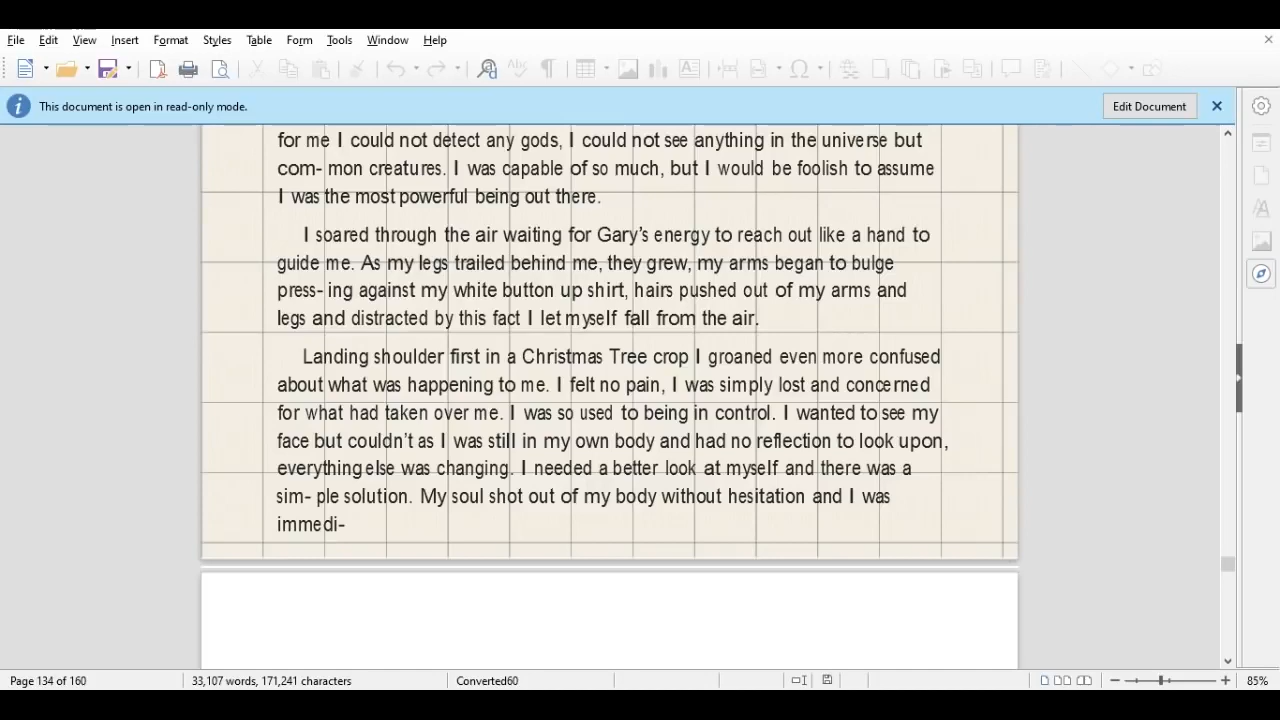 File Edit View Insert Format Styles Table Form Tools Window Help
This document is open in read-only mode.
Edit Document
for me I could not detect any gods, I could not see anything in the universe but
com- mon creatures. I was capable of so much, but I would be foolish to assume
I was the most powerful being out there.
I soared through the air waiting for Gary's energy to reach out like a hand to
guide me. As my legs trailed behind me, they grew, my arms began to bulge
press- ing against my white button up shirt, hairs pushed out of my arms and
legs and distracted by this fact I let myself fall from the air.
Landing shoulder first in a Christmas Tree crop I groaned even more confused
about what was happening to me. I felt no pain, I was simply lost and concerned
for what had taken over me. I was so used to being in control. I wanted to see my
face but couldn't as I was still in my own body and had no reflection to look upon,
everything else was changing. I needed a better look at myself and there was a
sim- ple solution. My soul shot out of my body without hesitation and I was
immedi-
Page 134 of 160
33,107 words, 171,241 characters
Converted60
85%